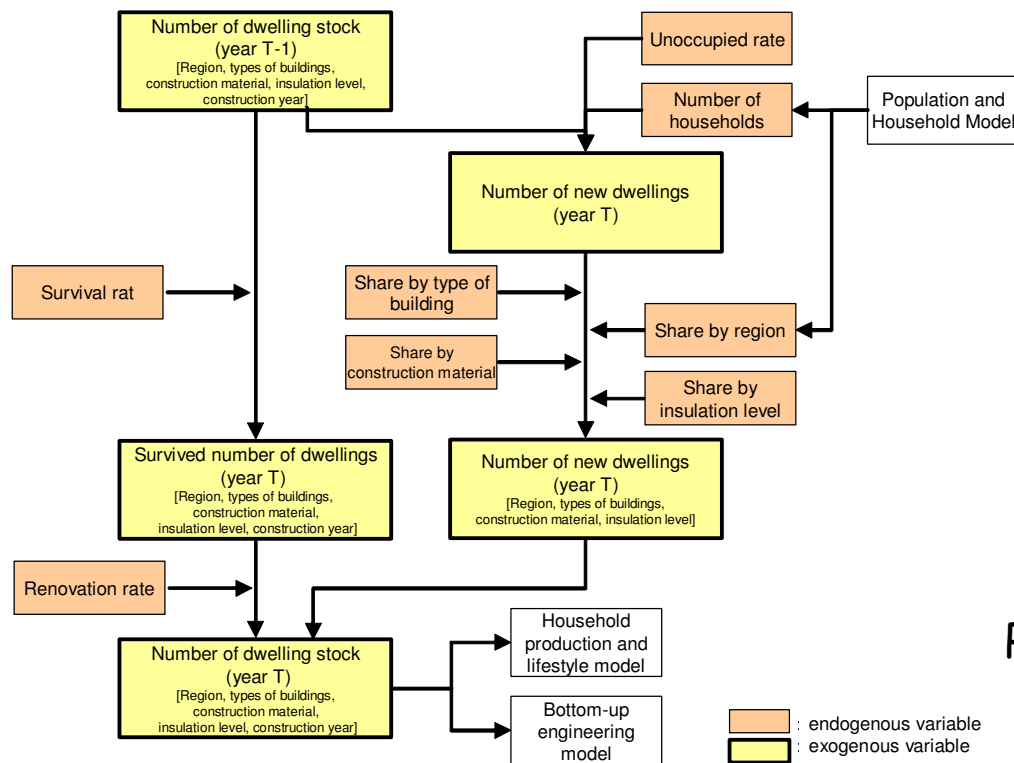 Number of dwelling stock
(year T-1)
[Region, types of buildings,
construction material, insulation level,
construction year]
Unoccupied rate
Number of
households
Population and
Household Model
Number of new dwellings
(year T)
Survival rat
Share by type of
building
Share by region
Share by
construction material
Share by
insulation level
Survived number of dwellings
(year T)
[Region, types of buildings,
construction material,
insulation level, construction year]
Number of new dwellings
(year T)
[Region, types of buildings,
construction material, insulation level]
Renovation rate
Number of dwelling stock
(year T)
[Region, types of buildings,
construction material,
insulation level, construction year]
Household
production and
lifestyle model
Bottom-up
engineering
model
: endogenous variable
: exogenous variable